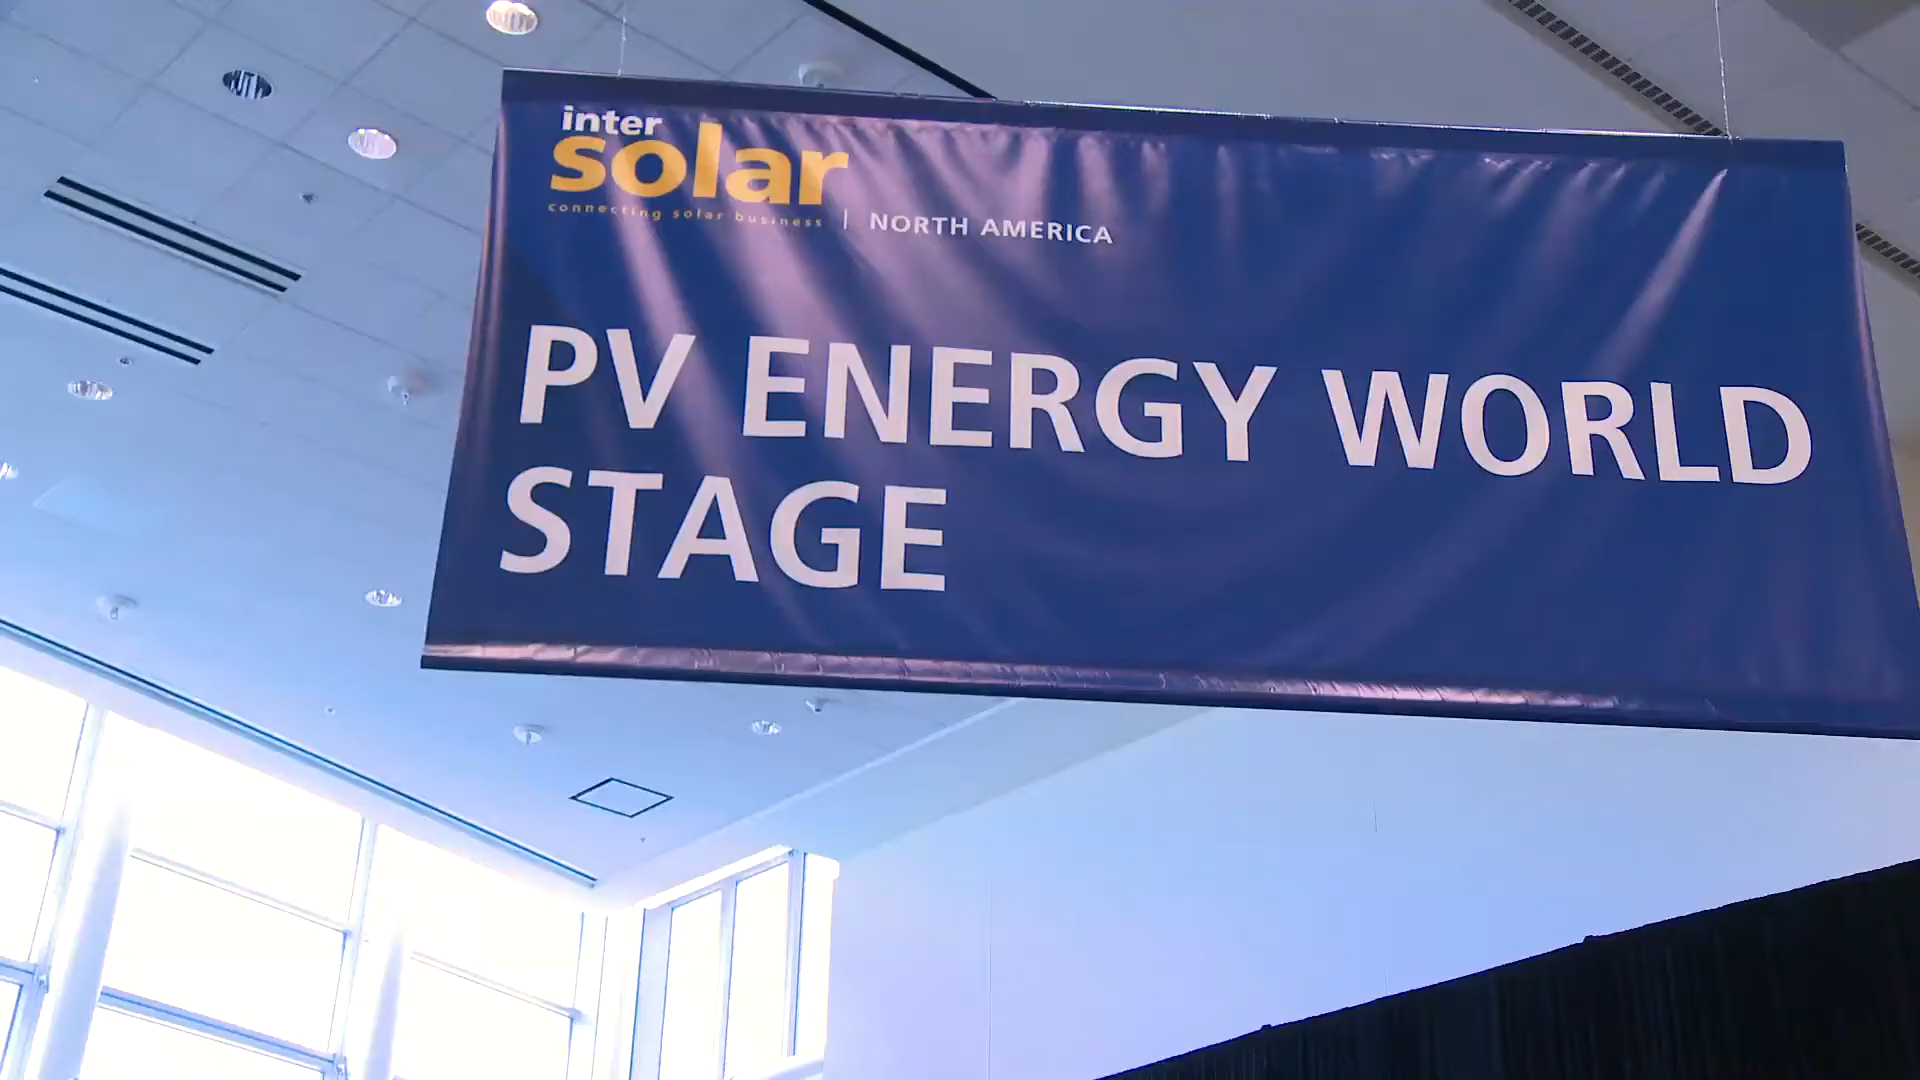 inter
solar
connecting solar business | NORTH AMERICA
PV ENERGY WORLD
STAGE